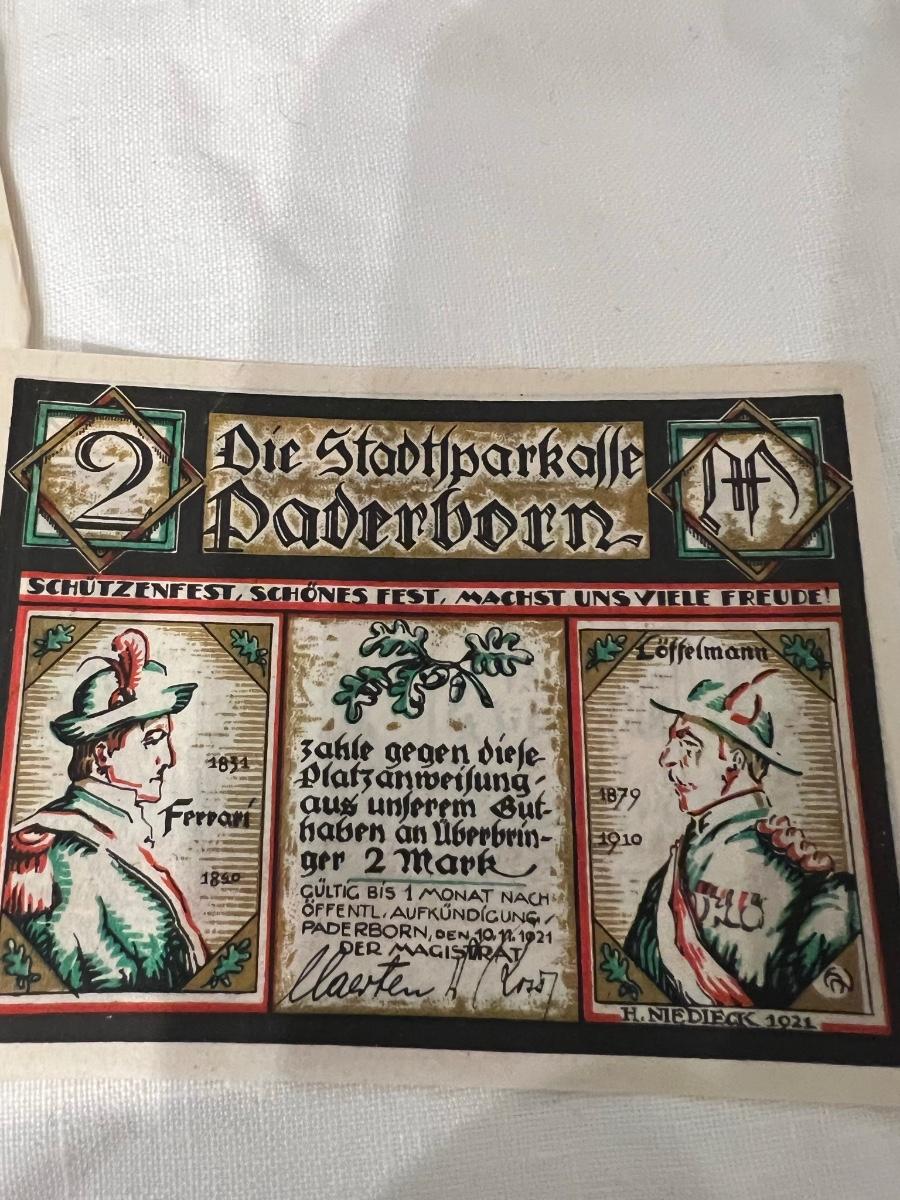 2
Die Stadtsparkasse
Paderborn
M
SCHÜTZENFEST, SCHÖNES FEST, MACHST UNS VIELE FREUDE!
1831
Ferrari
1840
zahle gegen diese
Platzanweisung
aus unserem Gut-
haben an Überbrin-
ger 2 Mark
GÜLTIG BIS 1 MONAT NACH
ÖFFENTL. AUFKÜNDIGUNG,
PADERBORN, DEN 10.11.1921
DER MAGISTRAT
Löffelmann
1879
1910
H. NIEDIECK 1921